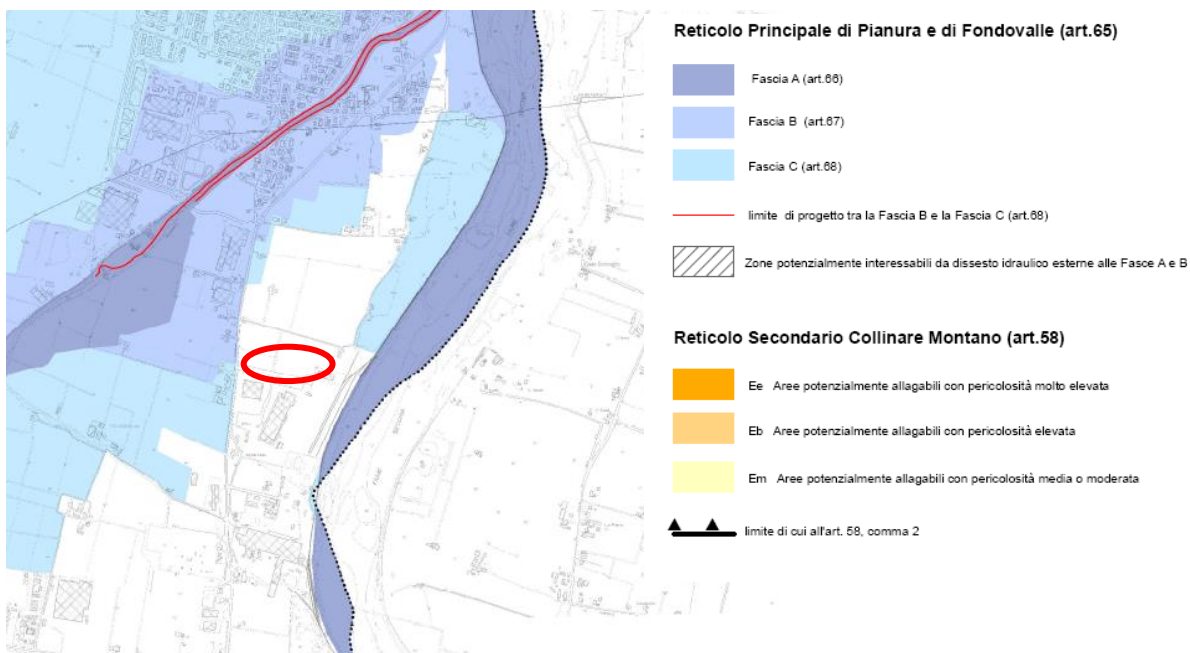 Reticolo Principale di Pianura e di Fondovalle (art.65)
Fascia A (art.66)
Fascia B (art.67)
Fascia C (art.68)
limite di progetto tra la Fascia B e la Fascia C (art.68)
Zone potenzialmente interessabili da dissesto idraulico esterne alle Fasce A e B
Reticolo Secondario Collinare Montano (art.58)
Ee Aree potenzialmente allagabili con pericolosità molto elevata
Eb Aree potenzialmente allagabili con pericolosità elevata
Em Aree potenzialmente allagabili con pericolosità media o moderata
limite di cui all'art. 58, comma 2